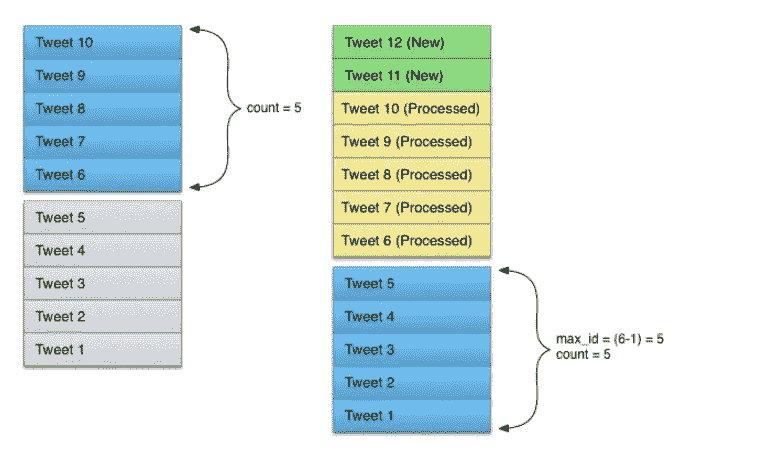 Tweet 10
Tweet 9
Tweet 8
Tweet 7
Tweet 6
count = 5
Tweet 5
Tweet 4
Tweet 3
Tweet 2
Tweet 1
Tweet 12 (New)
Tweet 11 (New)
Tweet 10 (Processed)
Tweet 9 (Processed)
Tweet 8 (Processed)
Tweet 7 (Processed)
Tweet 6 (Processed)
Tweet 5
Tweet 4
Tweet 3
Tweet 2
Tweet 1
max_id = (6-1) = 5
count = 5